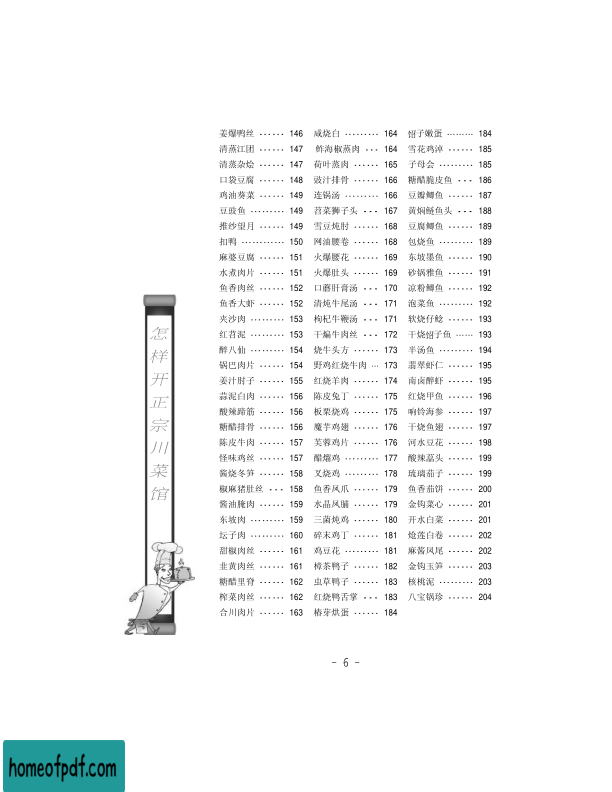 怎样开正宗川菜馆
姜爆鸭丝 ······ 146
清蒸江团 ······ 147
清蒸杂烩 ······ 147
口袋豆腐 ······ 148
鸡油葵菜 ······ 149
豆豉鱼 ········· 149
推纱望月 ······ 149
扣鸭 ············ 150
麻婆豆腐 ······ 151
水煮肉片 ······ 151
鱼香肉丝 ······ 152
鱼香大虾 ······ 152
夹沙肉 ········· 153
红苕泥 ········· 153
醉八仙 ········· 154
锅巴肉片 ······ 154
姜汁肘子 ······ 155
蒜泥白肉 ······ 156
酸辣蹄筋 ······ 156
糖醋排骨 ······ 156
陈皮牛肉 ······ 157
怪味鸡丝 ······ 157
酱烧冬笋 ······ 158
椒麻猪肚丝 ··· 158
酱油腌肉 ······ 159
东坡肉 ········· 159
坛子肉 ········· 160
甜椒肉丝 ······ 161
韭黄肉丝 ······ 161
糖醋里脊 ······ 162
榨菜肉丝 ······ 162
合川肉片 ······ 163
咸烧白 ········· 164
鲊海椒蒸肉 ··· 164
荷叶蒸肉 ······ 165
豉汁排骨 ······ 166
连锅汤 ········· 166
苕菜狮子头 ··· 167
雪豆炖肘 ······ 168
网油腰卷 ······ 168
火爆腰花 ······ 169
火爆肚头 ······ 169
口蘑肝膏汤 ··· 170
清炖牛尾汤 ··· 171
枸杞牛鞭汤 ··· 171
干煸牛肉丝 ··· 172
烧牛头方 ······ 173
野鸡红烧牛肉 ··· 173
红烧羊肉 ······ 174
陈皮兔丁 ······ 175
板栗烧鸡 ······ 175
魔芋鸡翅 ······ 176
芙蓉鸡片 ······ 176
醋熘鸡 ········· 177
叉烧鸡 ········· 178
鱼香凤爪 ······ 179
水晶凤脯 ······ 179
三菌炖鸡 ······ 180
碎末鸡丁 ······ 181
鸡豆花 ········· 181
樟茶鸭子 ······ 182
虫草鸭子 ······ 183
红烧鸭舌掌 ··· 183
椿芽烘蛋 ······ 184
子嫩蛋 ········· 184
雪花鸡淖 ······ 185
子母会 ········· 185
糖醋脆皮鱼 ··· 186
豆瓣鲫鱼 ······ 187
黄焖鲢鱼头 ··· 188
豆腐鲫鱼 ······ 189
包烧鱼 ········· 189
东坡墨鱼 ······ 190
砂锅雅鱼 ······ 191
凉粉鲫鱼 ······ 192
泡菜鱼 ········· 192
软烧仔鲶 ······ 193
干烧子鱼 ······ 193
半汤鱼 ········· 194
翡翠虾仁 ······ 195
南卤醉虾 ······ 195
红烧甲鱼 ······ 196
响铃海参 ······ 197
干烧鱼翅 ······ 197
河水豆花 ······ 198
酸辣蕌头 ······ 199
琉璃茄子 ······ 199
鱼香茄饼 ······ 200
金钩菜心 ······ 201
开水白菜 ······ 201
烩莲白卷 ······ 202
麻酱凤尾 ······ 202
金钩玉笋 ······ 203
核桃泥 ········· 203
八宝锅珍 ······ 204
- 6 -
homeofpdf.com